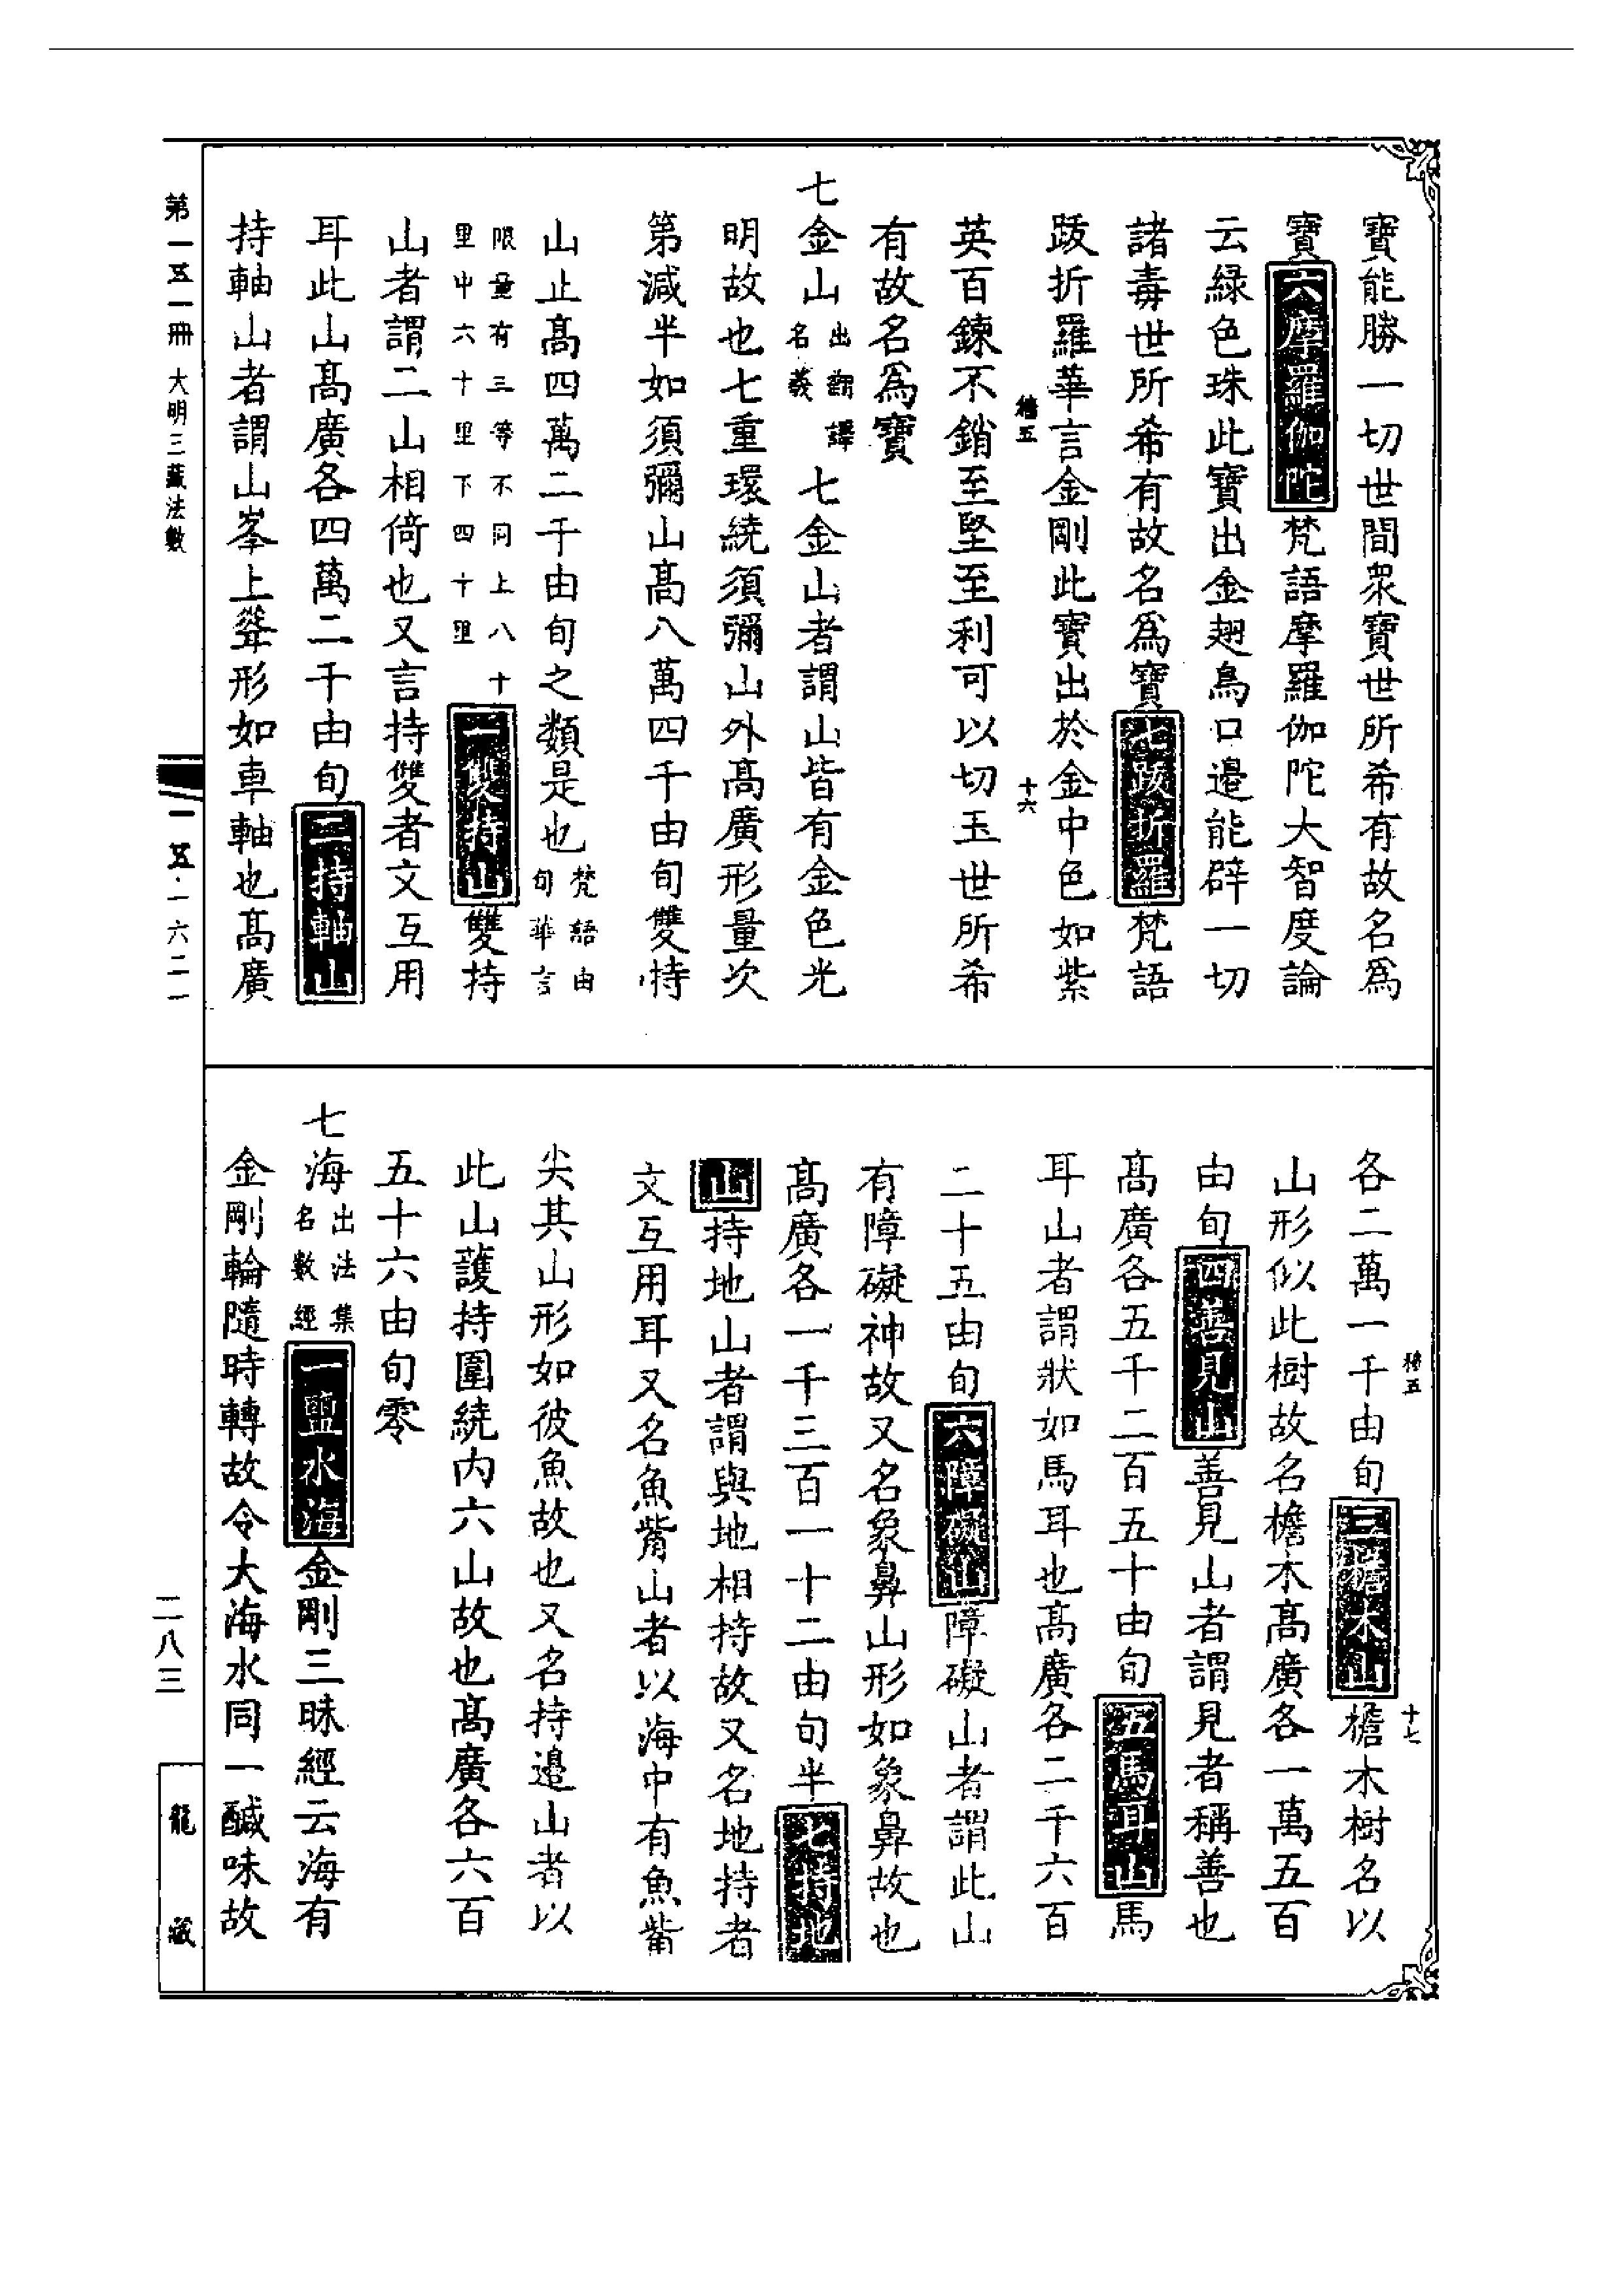 寶能勝一切世間衆寶世所希有故名爲
寶六摩羅伽陀梵語摩羅伽陀大智度論
云綠色珠此寶出金翅鳥口邊能辟一切
諸毒世所希有故名爲寶七跋折羅梵語
跋折羅華言金剛此寶出於金中色如紫
稽五 十六
英百鍊不銷至堅至利可以切玉世所希
有故名爲寶
七金山出翻譯名義 七金山者謂山皆有金色光
明故也七重環繞須彌山外高廣形量次
第減半如須彌山高八萬四千由旬雙持
山止高四萬二千由旬之類是也梵語由旬華言
限量有三等不同上八十里中六十里下四十里二雙持山雙持
山者謂二山相倚也又言持雙者文互用
耳此山高廣各四萬二千由旬二持軸山
持軸山者謂山峯上聳形如車軸也高廣
第一五一冊 大明三藏法數 一五·一六二一
稽五 十七
各二萬一千由旬三檐木山檐木樹名以
山形似此樹故名檐木高廣各一萬五百
由旬四善見山善見山者謂見者稱善也
高廣各五千二百五十由旬五馬耳山馬
耳山者謂狀如馬耳也高廣各二千六百
二十五由旬六障礙山障礙山者謂此山
有障礙神故又名象鼻山形如象鼻故也
高廣各一千三百一十二由旬半七持地
山持地山者謂與地相持故又名地持者
文互用耳又名魚觜山者以海中有魚觜
尖其山形如彼魚故也又名持邊山者以
此山護持圍繞內六山故也高廣各六百
五十六由旬零
七海出法集名數經一鹽水海金剛三昧經云海有
金剛輪隨時轉故令大海水同一鹹味故
二八三
龍藏